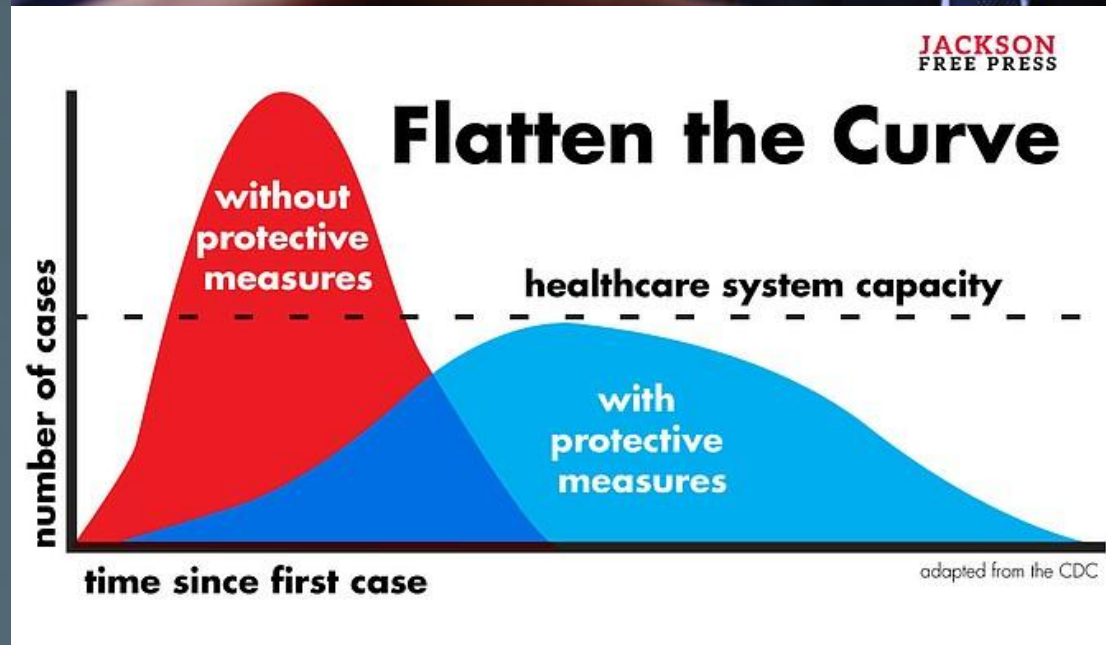 JACKSON
FREE PRESS
Flatten the Curve
without
protective
measures
healthcare system capacity
number of cases
with
protective
measures
time since first case
adapted from the CDC